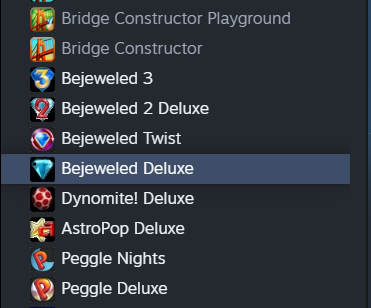 Bridge Constructor Playground
Bridge Constructor
Bejeweled 3
Bejeweled 2 Deluxe
Bejeweled Twist
Bejeweled Deluxe
Dynomite! Deluxe
AstroPop Deluxe
Peggle Nights
Peggle Deluxe